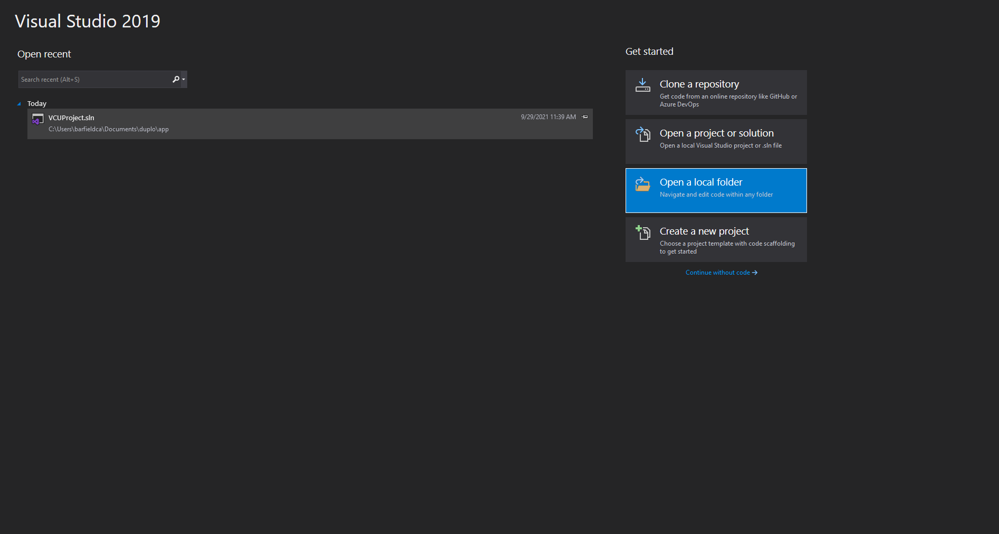 Visual Studio 2019
Open recent
Search recent (Alt+S)
Today
VCUProject.sln
9/29/2021 11:39 AM
C:\Users\barfieldca\Documents\duplo\app
Get started
Clone a repository
Get code from an online repository like GitHub or
Azure DevOps
Open a project or solution
Open a local Visual Studio project or .sln file
Open a local folder
Navigate and edit code within any folder
Create a new project
Choose a project template with code scaffolding
to get started
Continue without code